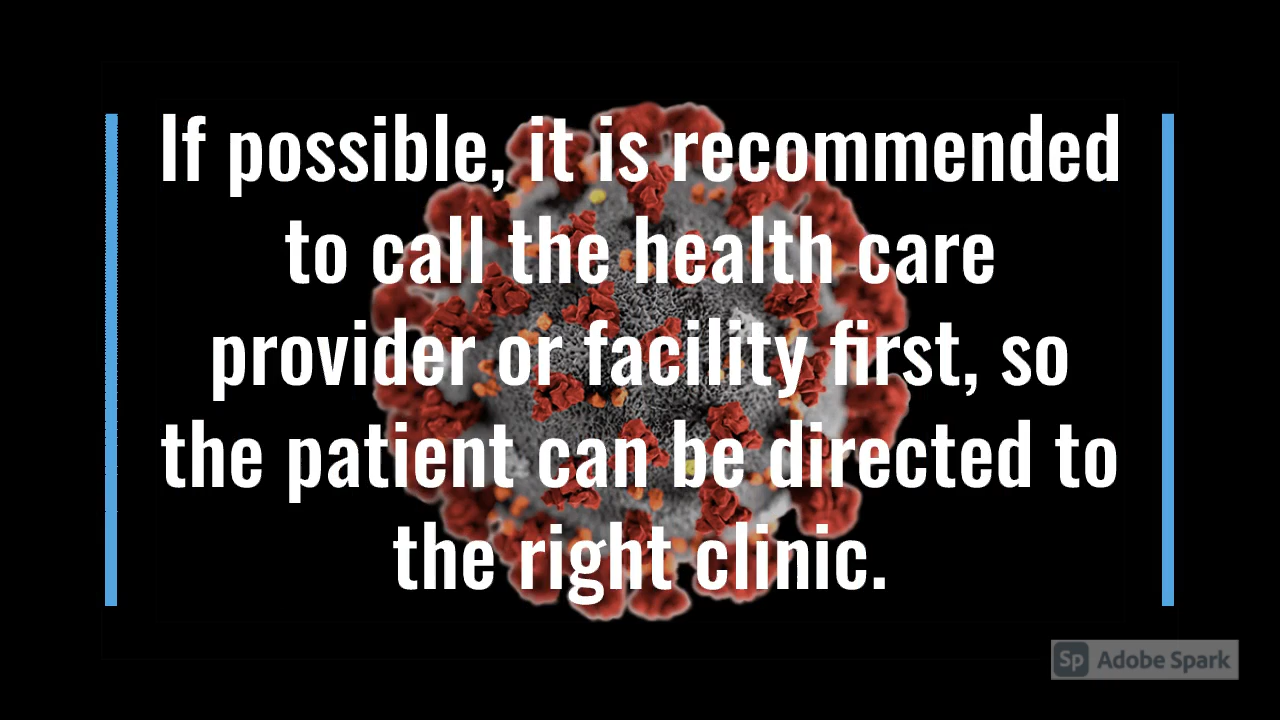 If possible, it is recommended
to call the health care
provider or facility first, so
the patient can be directed to
the right clinic.
Sp Adobe Spark